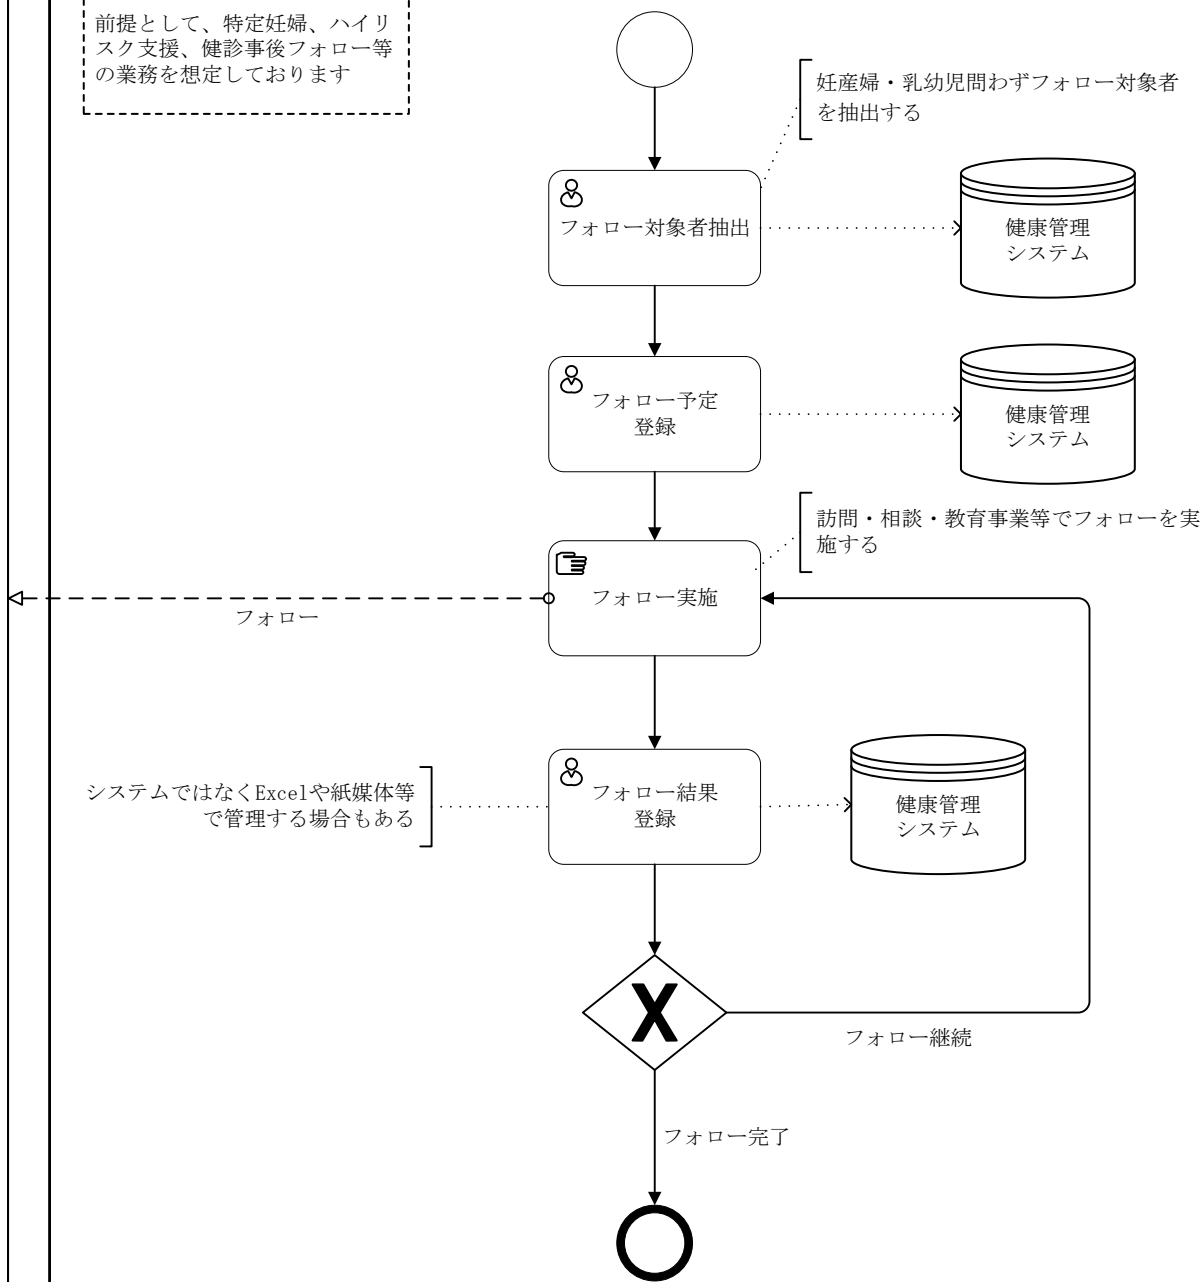 前提として、特定妊婦、ハイリ
スク支援、健診事後フォロー等
の業務を想定しております
妊産婦・乳幼児問わずフォロー対象者
を抽出する
フォロー対象者抽出
健康管理
システム
フォロー予定
登録
健康管理
システム
訪問・相談・教育事業等でフォローを実
施する
フォロー実施
フォロー
システムではなくExcelや紙媒体等
で管理する場合もある
フォロー結果
登録
健康管理
システム
X
フォロー継続
フォロー完了